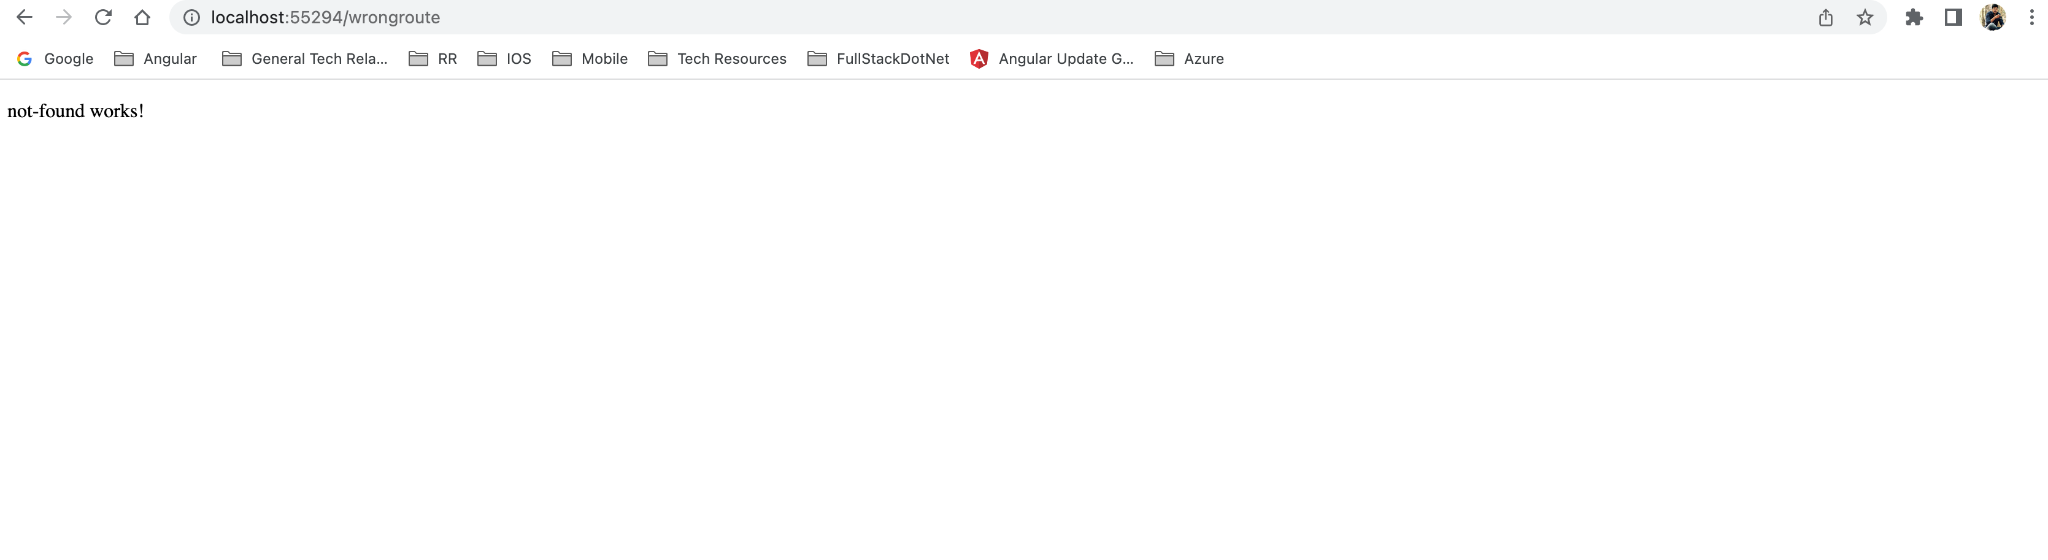 localhost:55294/wrongroute
Google Angular General Tech Rela... RR IOS Mobile Tech Resources FullStackDotNet Angular Update G... Azure
not-found works!